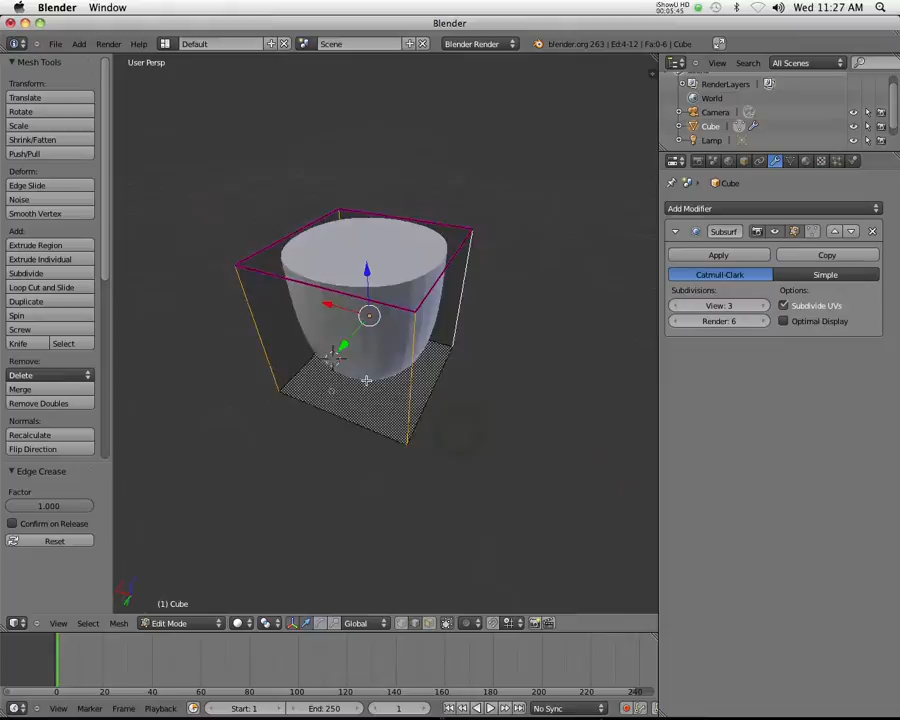 Blender Window
iShowU HD
00:05:45
Wed 11:27 AM
Blender
File Add Render Help
Default
Scene
Blender Render
blender.org 263 | Ed:4-12 | Fa:0-6 | Cube
Mesh Tools
Transform:
Translate
Rotate
Scale
Shrink/Fatten
Push/Pull
Deform:
Edge Slide
Noise
Smooth Vertex
Add:
Extrude Region
Extrude Individual
Subdivide
Loop Cut and Slide
Duplicate
Spin
Screw
Knife Select
Remove:
Delete
Merge
Remove Doubles
Normals:
Recalculate
Flip Direction
Edge Crease
Factor
1.000
Confirm on Release
Reset
User Persp
(1) Cube
View Search All Scenes
RenderLayers
World
Camera
Cube
Lamp
Cube
Add Modifier
Subsurf
Apply Copy
Catmull-Clark Simple
Subdivisions: Options:
View: 3 Subdivide UVs
Render: 6 Optimal Display
View Select Mesh Edit Mode Global
0 20 40 60 80 100 120 140 160 180 200 220 240
View Marker Frame Playback Start: 1 End: 250 1 No Sync